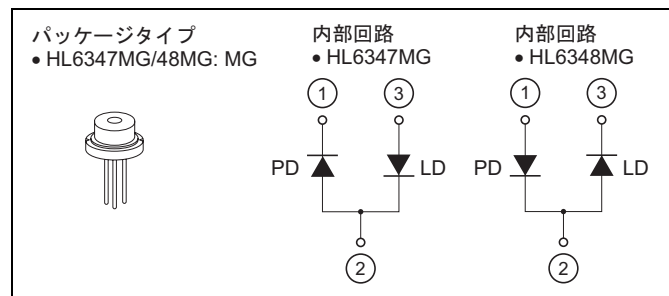 パッケージタイプ
• HL6347MG/48MG: MG
内部回路
• HL6347MG
1 3
PD LD
2
内部回路
• HL6348MG
1 3
PD LD
2